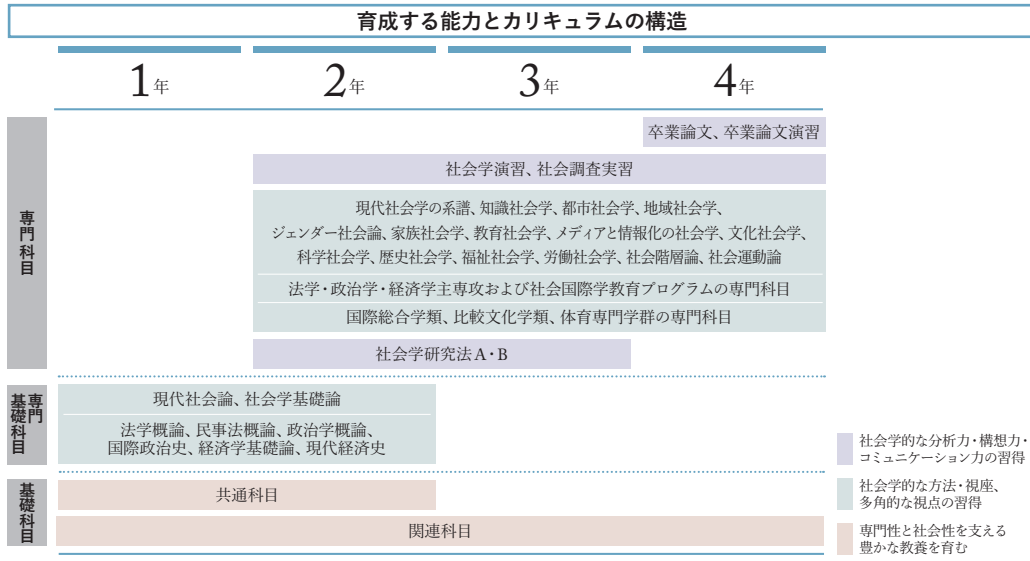 育成する能力とカリキュラムの構造
1年
2年
3年
4年
専門科目
卒業論文、卒業論文演習
社会学演習、社会調査実習
現代社会学の系譜、知識社会学、都市社会学、地域社会学、
ジェンダー社会論、家族社会学、教育社会学、メディアと情報化の社会学、文化社会学、
科学社会学、歴史社会学、福祉社会学、労働社会学、社会階層論、社会運動論
法学・政治学・経済学主専攻および社会国際学教育プログラムの専門科目
国際総合学類、比較文化学類、体育専門学群の専門科目
社会学研究法A・B
専門
基礎科目
現代社会論、社会学基礎論
法学概論、民事法概論、政治学概論、
国際政治史、経済学基礎論、現代経済史
基礎科目
共通科目
関連科目
社会学的な分析力・構想力・
コミュニケーション力の習得
社会学的な方法・視座、
多角的な視点の習得
専門性と社会性を支える
豊かな教養を育む